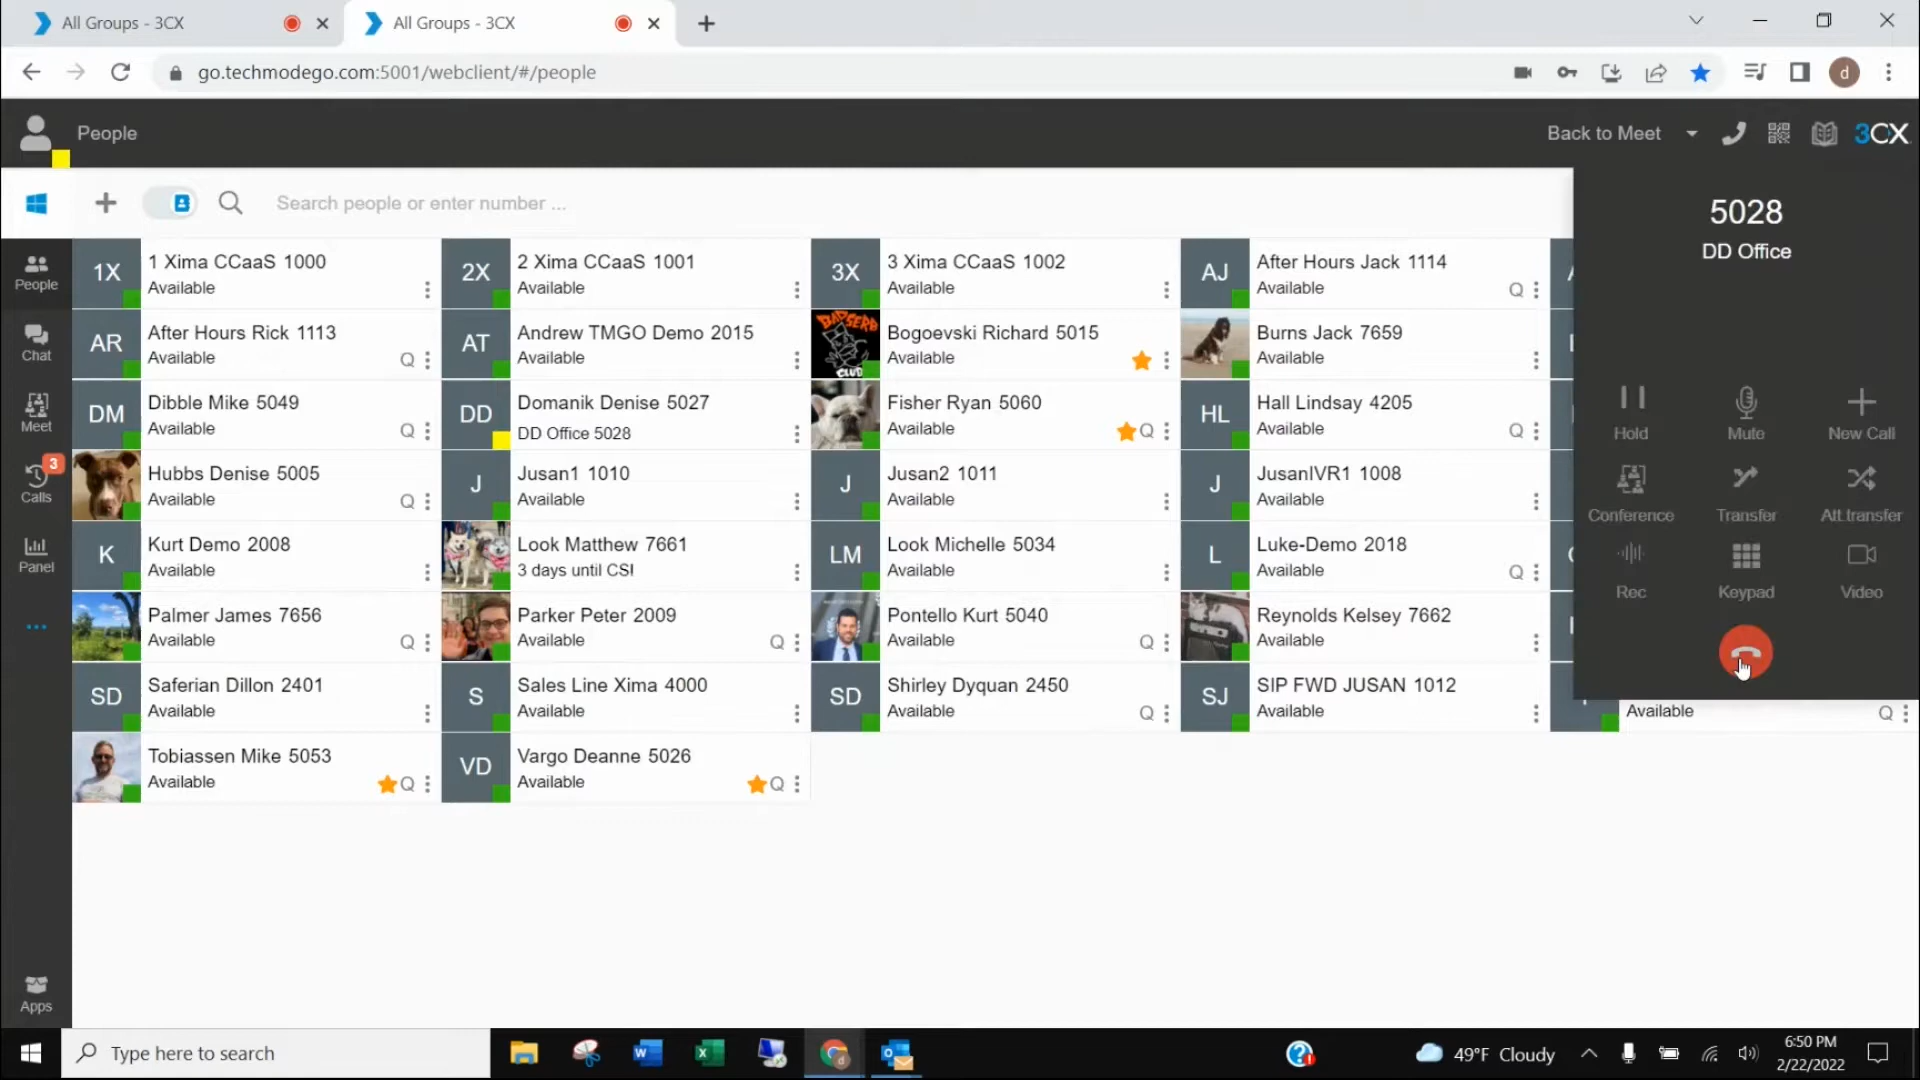 All Groups - 3CX
All Groups - 3CX
go.techmodego.com:5001/webclient/#/people
d
People
Back to Meet
3CX
Search people or enter number ...
5028
DD Office
People
Chat
Meet
3
Calls
Panel
Apps
1X
1 Xima CCaaS 1000
Available
2X
2 Xima CCaaS 1001
Available
3X
3 Xima CCaaS 1002
Available
AJ
After Hours Jack 1114
Available
Q
AR
After Hours Rick 1113
Available
Q
AT
Andrew TMGO Demo 2015
Available
CLUB
Bogoevski Richard 5015
Available
Burns Jack 7659
Available
DM
Dibble Mike 5049
Available
Q
DD
Domanik Denise 5027
DD Office 5028
Fisher Ryan 5060
Available
Q
HL
Hall Lindsay 4205
Available
Q
Hubbs Denise 5005
Available
Q
J
Jusan1 1010
Available
J
Jusan2 1011
Available
J
JusanIVR1 1008
Available
K
Kurt Demo 2008
Available
Look Matthew 7661
3 days until CSI
LM
Look Michelle 5034
Available
L
Luke-Demo 2018
Available
Q
Palmer James 7656
Available
Q
Parker Peter 2009
Available
Q
Pontello Kurt 5040
Available
Q
Reynolds Kelsey 7662
Available
SD
Saferian Dillon 2401
Available
S
Sales Line Xima 4000
Available
SD
Shirley Dyquan 2450
Available
Q
SJ
SIP FWD JUSAN 1012
Available
Available
Q
Tobiassen Mike 5053
Available
Q
VD
Vargo Deanne 5026
Available
Q
Hold
Mute
New Call
Conference
Transfer
Att.transfer
Rec
Keypad
Video
Type here to search
49°F Cloudy
6:50 PM
2/22/2022